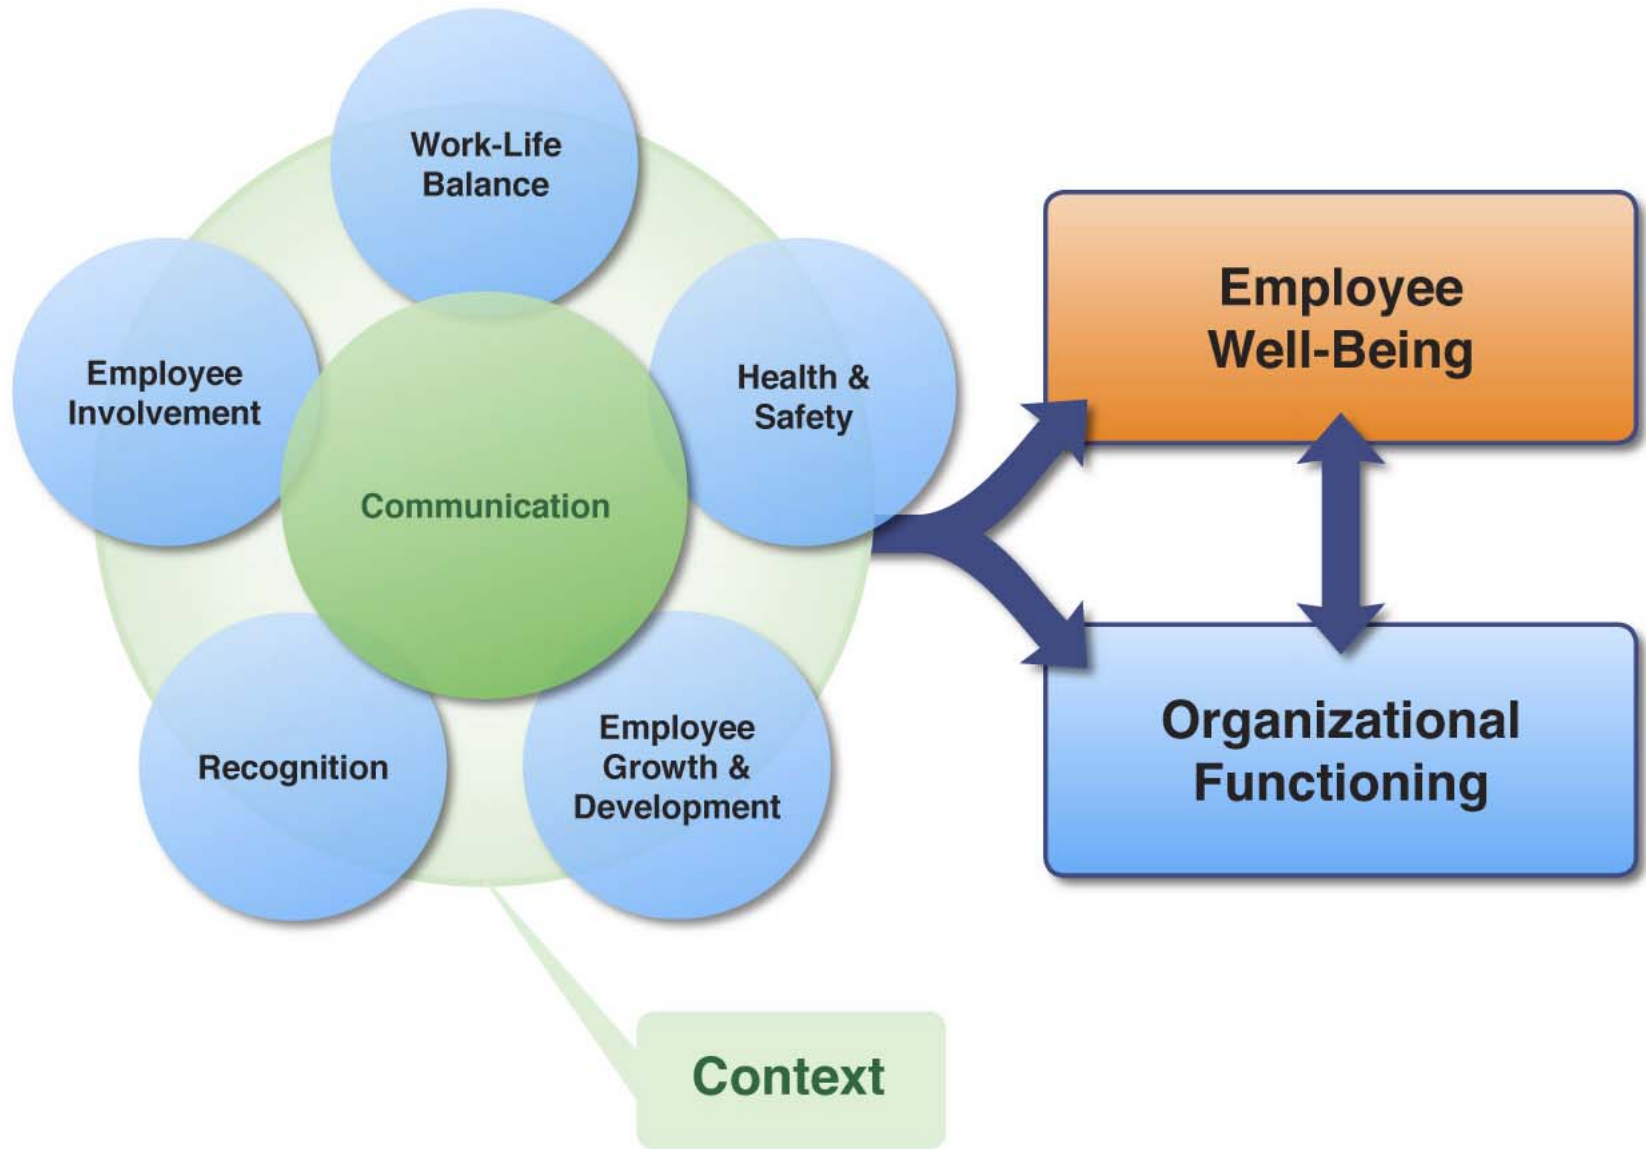 Work-Life
Balance
Employee
Involvement
Health &
Safety
Communication
Recognition
Employee
Growth &
Development
Employee
Well-Being
Organizational
Functioning
Context